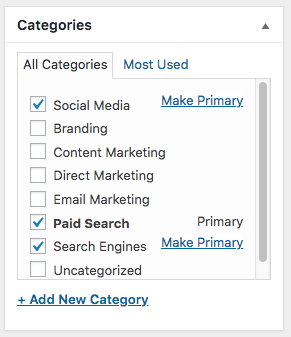 Categories
All Categories Most Used
Social Media Make Primary
Branding
Content Marketing
Direct Marketing
Email Marketing
Paid Search Primary
Search Engines Make Primary
Uncategorized
+ Add New Category